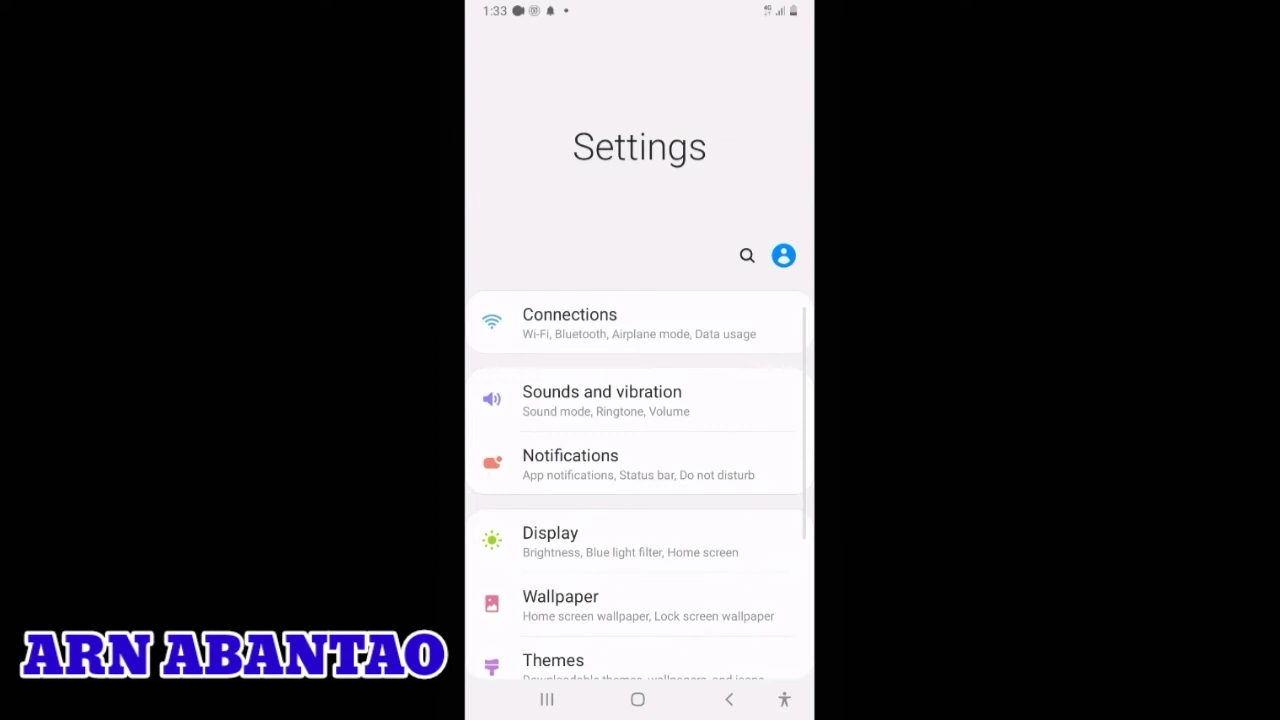 1:33
Settings
Connections
Wi-Fi, Bluetooth, Airplane mode, Data usage
Sounds and vibration
Sound mode, Ringtone, Volume
Notifications
App notifications, Status bar, Do not disturb
Display
Brightness, Blue light filter, Home screen
Wallpaper
Home screen wallpaper, Lock screen wallpaper
Themes
Downloadable themes, wallpapers, and icons
ARN ABANTAO